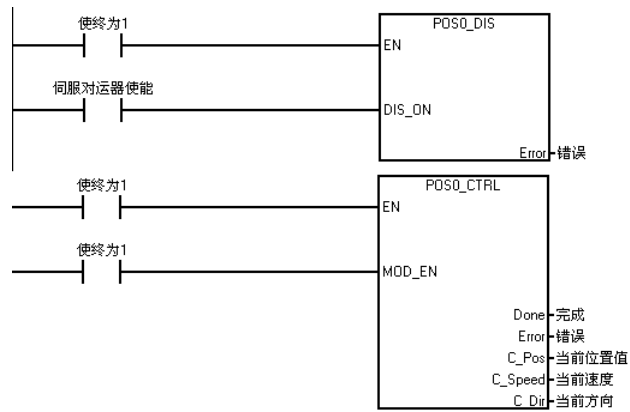 使终为1
POS0_DIS
EN
伺服对运器使能
DIS_ON
Error 错误
使终为1
POS0_CTRL
EN
使终为1
MOD_EN
Done 完成
Error 错误
C_Pos 当前位置值
C_Speed 当前速度
C_Dir 当前方向